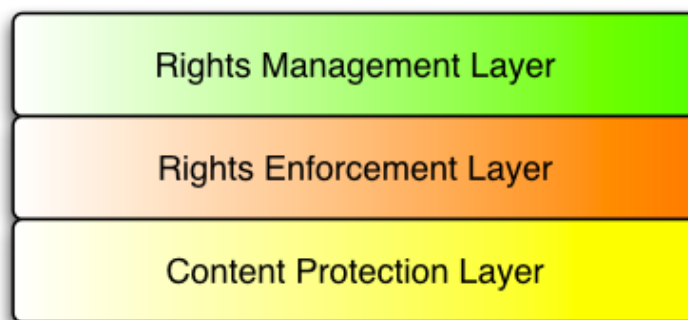 Rights Management Layer
Rights Enforcement Layer
Content Protection Layer